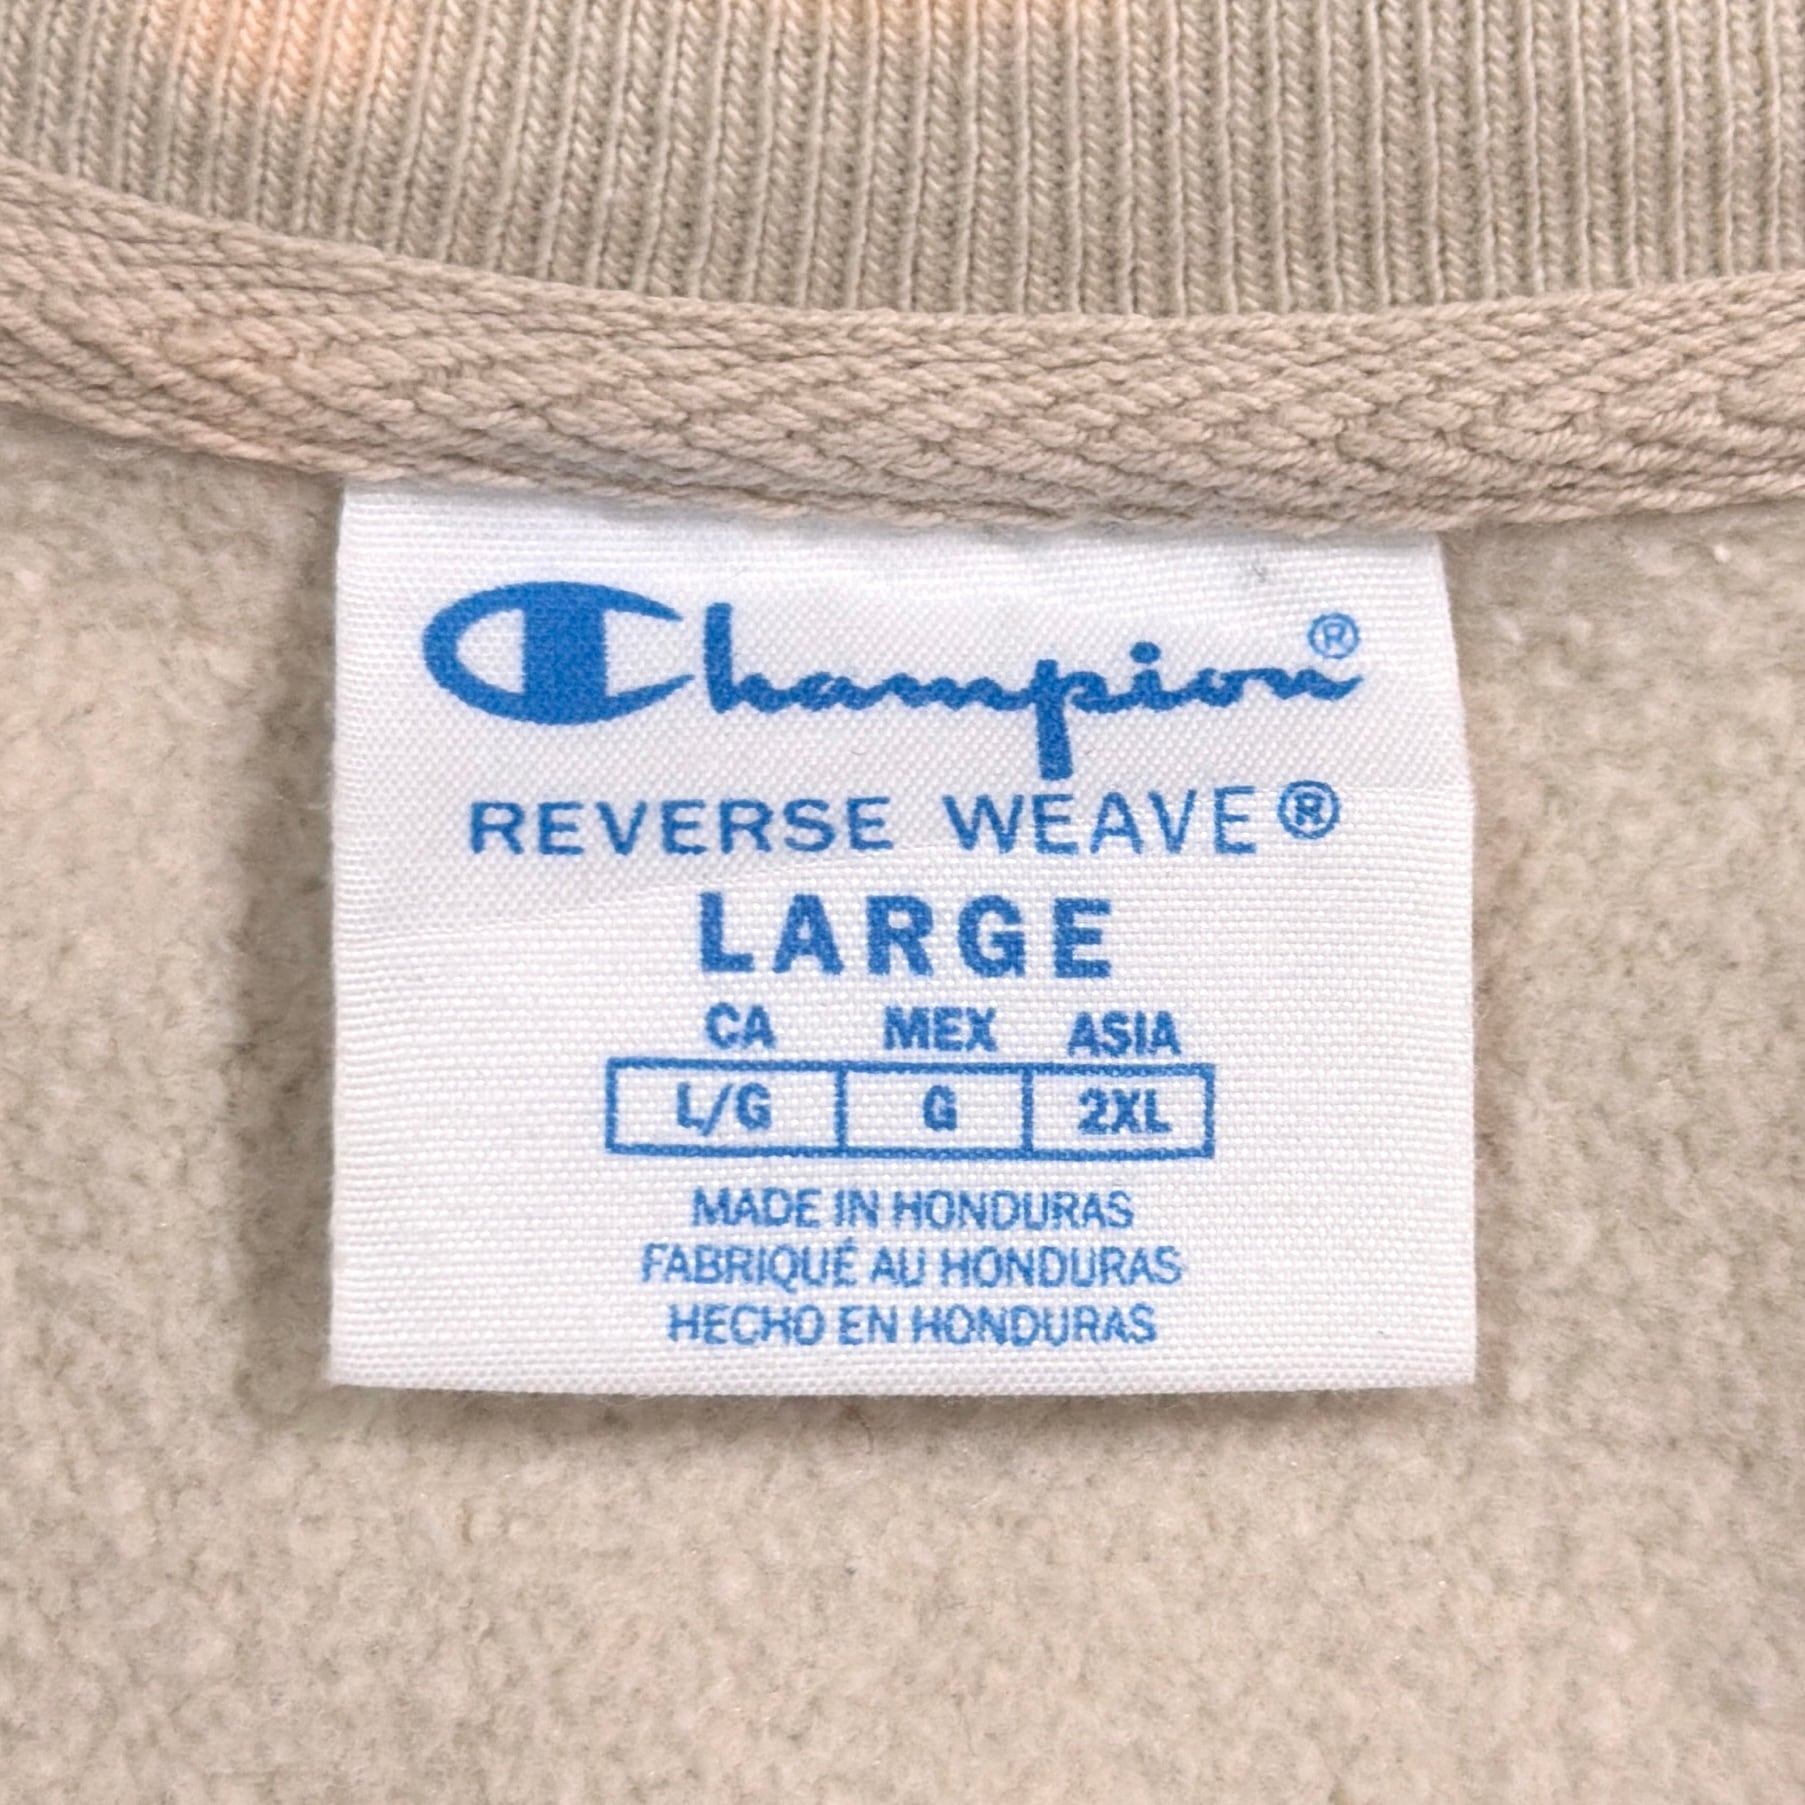 Champion®
REVERSE WEAVE®
LARGE
CA MEX ASIA
L/G G 2XL
MADE IN HONDURAS
FABRIQUÉ AU HONDURAS
HECHO EN HONDURAS